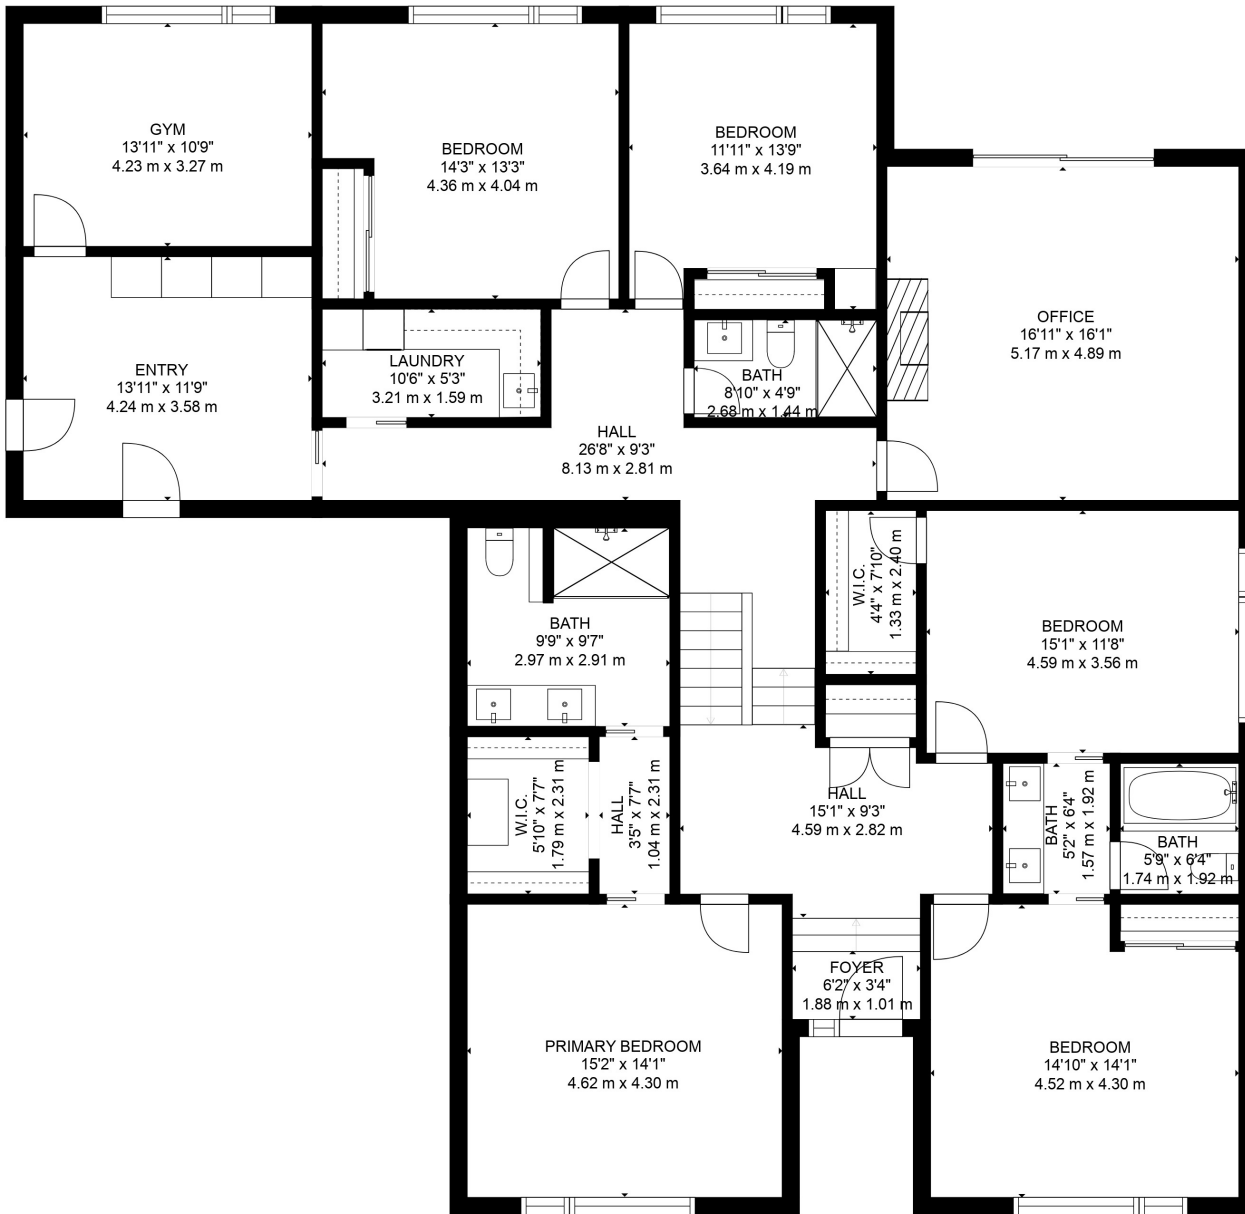 GYM
13'11" x 10'9"
4.23 m x 3.27 m
BEDROOM
14'3" x 13'3"
4.36 m x 4.04 m
BEDROOM
11'11" x 13'9"
3.64 m x 4.19 m
OFFICE
16'11" x 16'1"
5.17 m x 4.89 m
ENTRY
13'11" x 11'9"
4.24 m x 3.58 m
LAUNDRY
10'6" x 5'3"
3.21 m x 1.59 m
BATH
8'10" x 4'9"
2.68 m x 1.44 m
HALL
26'8" x 9'3"
8.13 m x 2.81 m
W.I.C.
4'4" x 7'10"
1.33 m x 2.40 m
BATH
9'9" x 9'7"
2.97 m x 2.91 m
BEDROOM
15'1" x 11'8"
4.59 m x 3.56 m
W.I.C.
5'10" x 7'7"
1.79 m x 2.31 m
HALL
3'5" x 7'7"
1.04 m x 2.31 m
HALL
15'1" x 9'3"
4.59 m x 2.82 m
BATH
5'2" x 6'4"
1.57 m x 1.92 m
BATH
5'9" x 6'4"
1.74 m x 1.92 m
FOYER
6'2" x 3'4"
1.88 m x 1.01 m
PRIMARY BEDROOM
15'2" x 14'1"
4.62 m x 4.30 m
BEDROOM
14'10" x 14'1"
4.52 m x 4.30 m